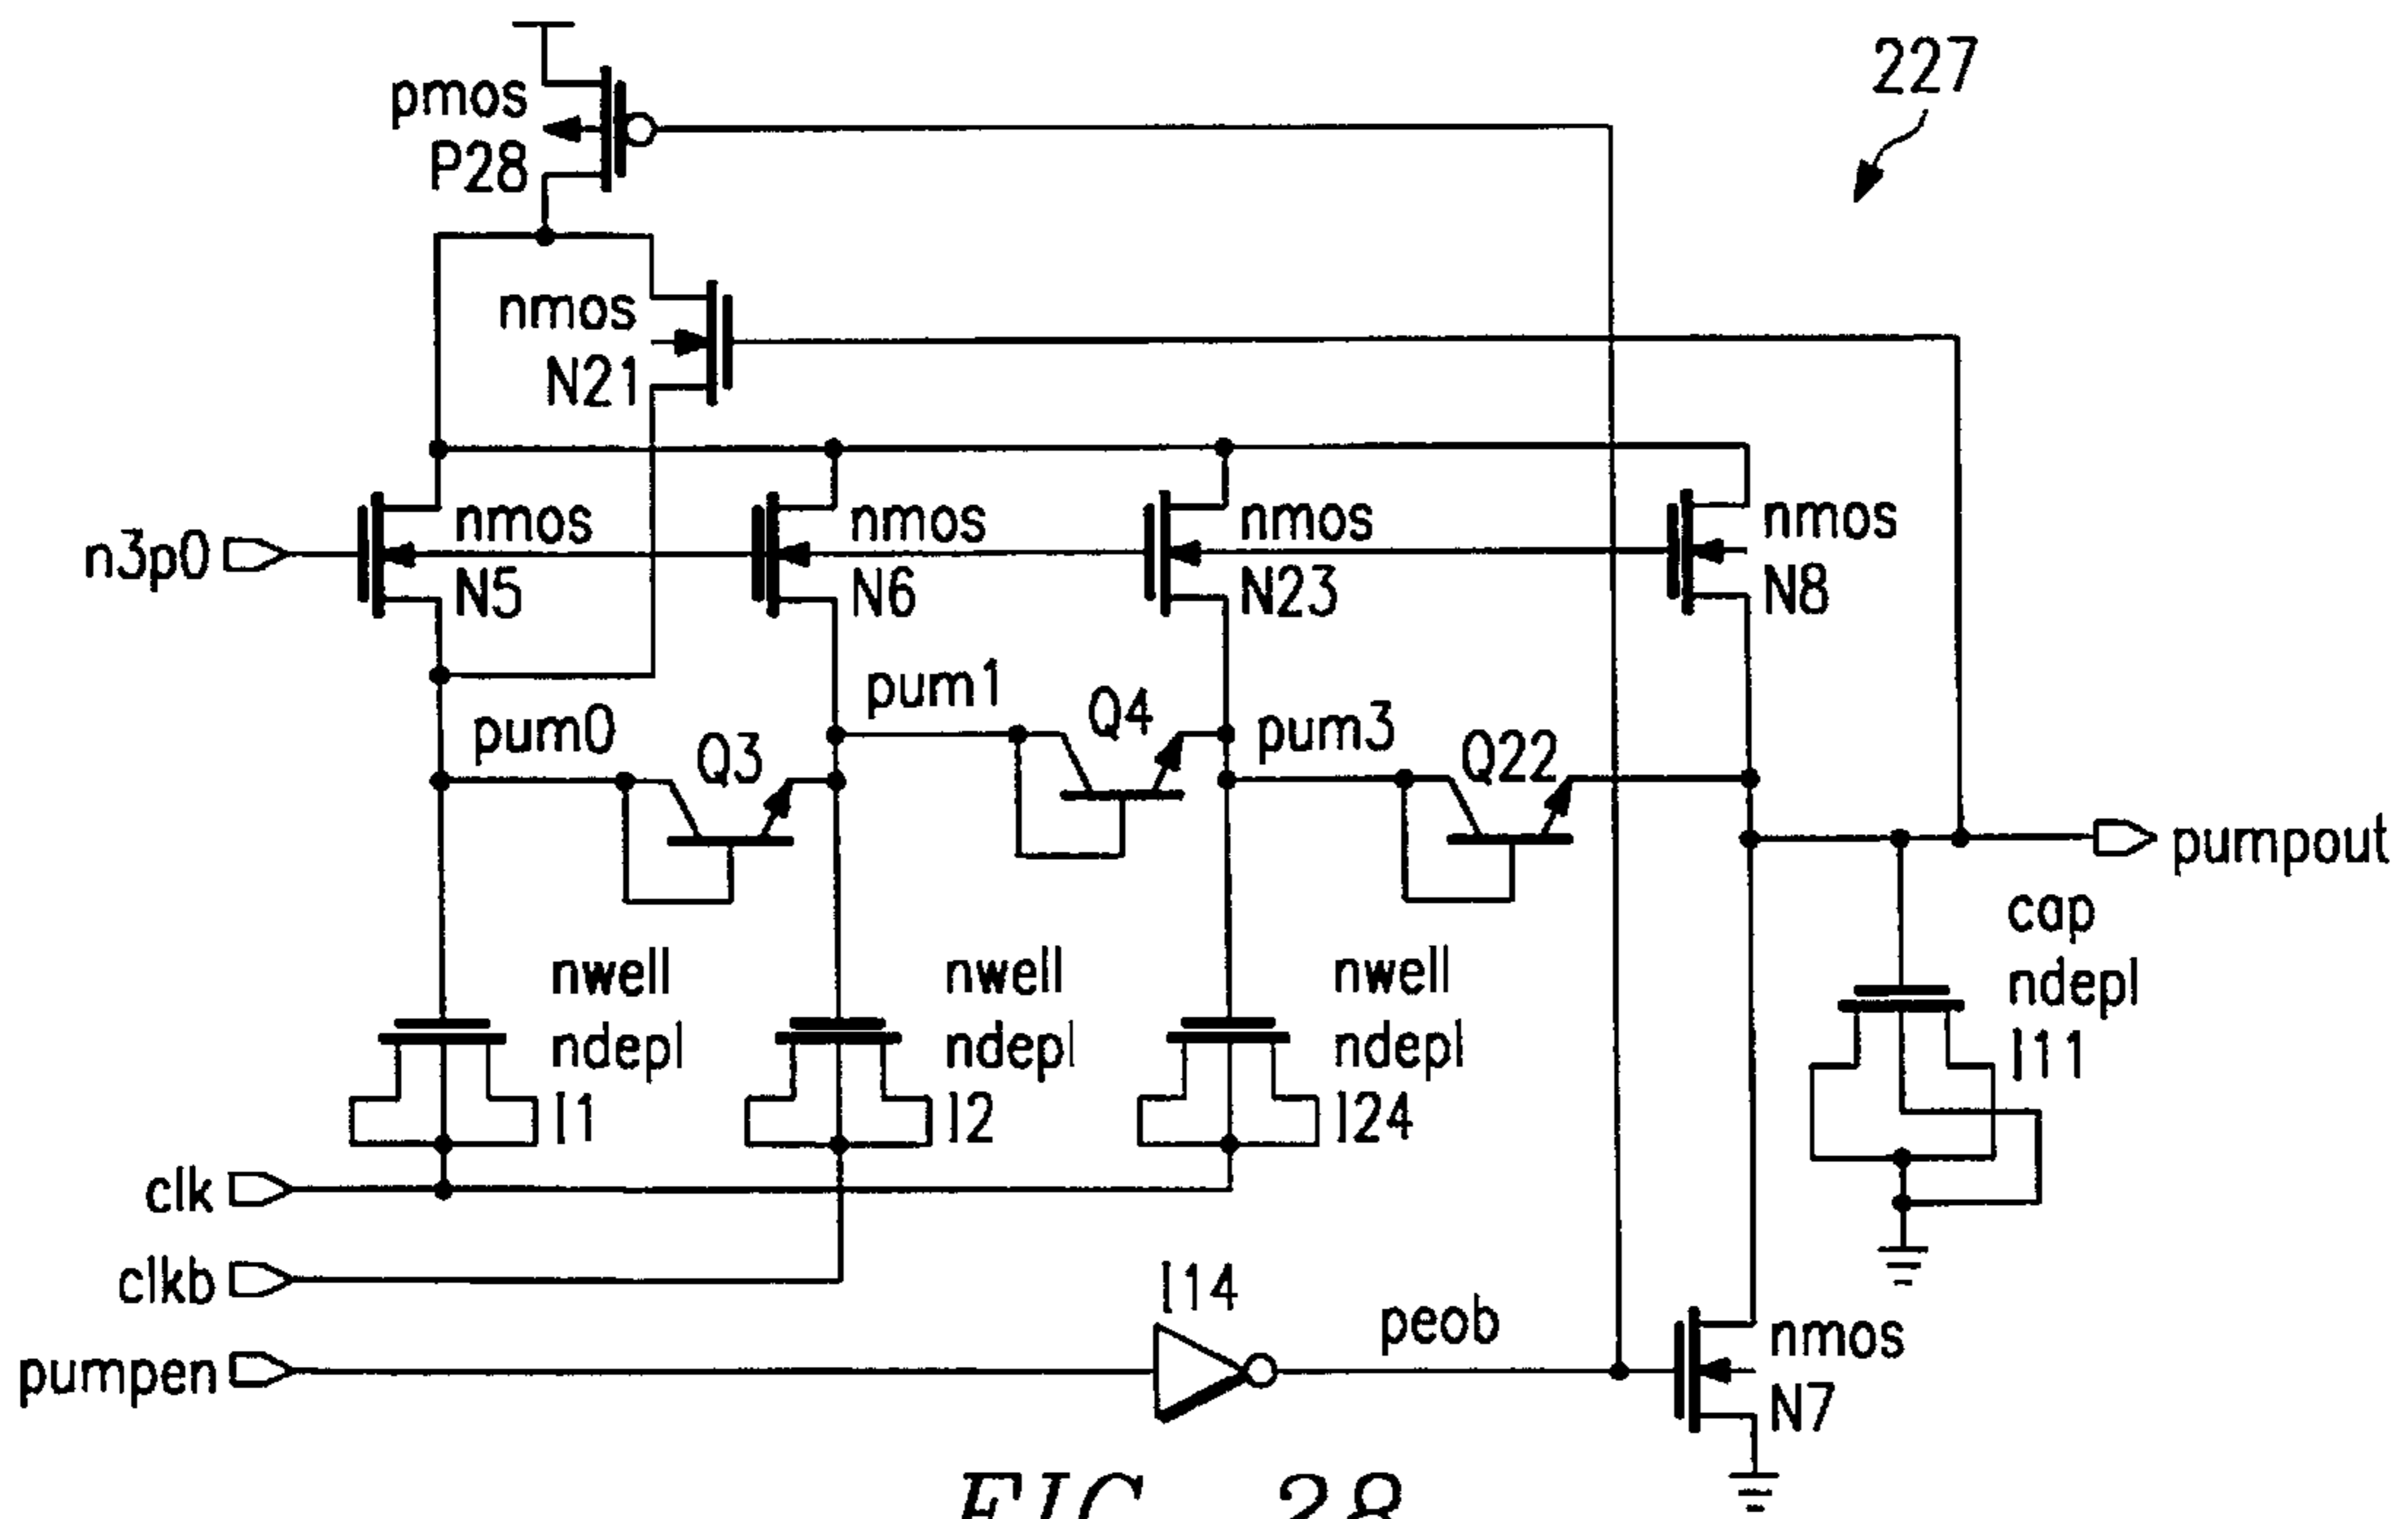 227
pmos
P28
nmos
N21
n3p0
nmos
N5
nmos
N6
nmos
N23
nmos
N8
pum0
Q3
pum1
Q4
pum3
Q22
pumpout
nwell
ndepl
I1
nwell
ndepl
I2
nwell
ndepl
I24
cap
ndepl
I11
clk
clkb
pumpen
I14
peob
nmos
N7
FIG. 28